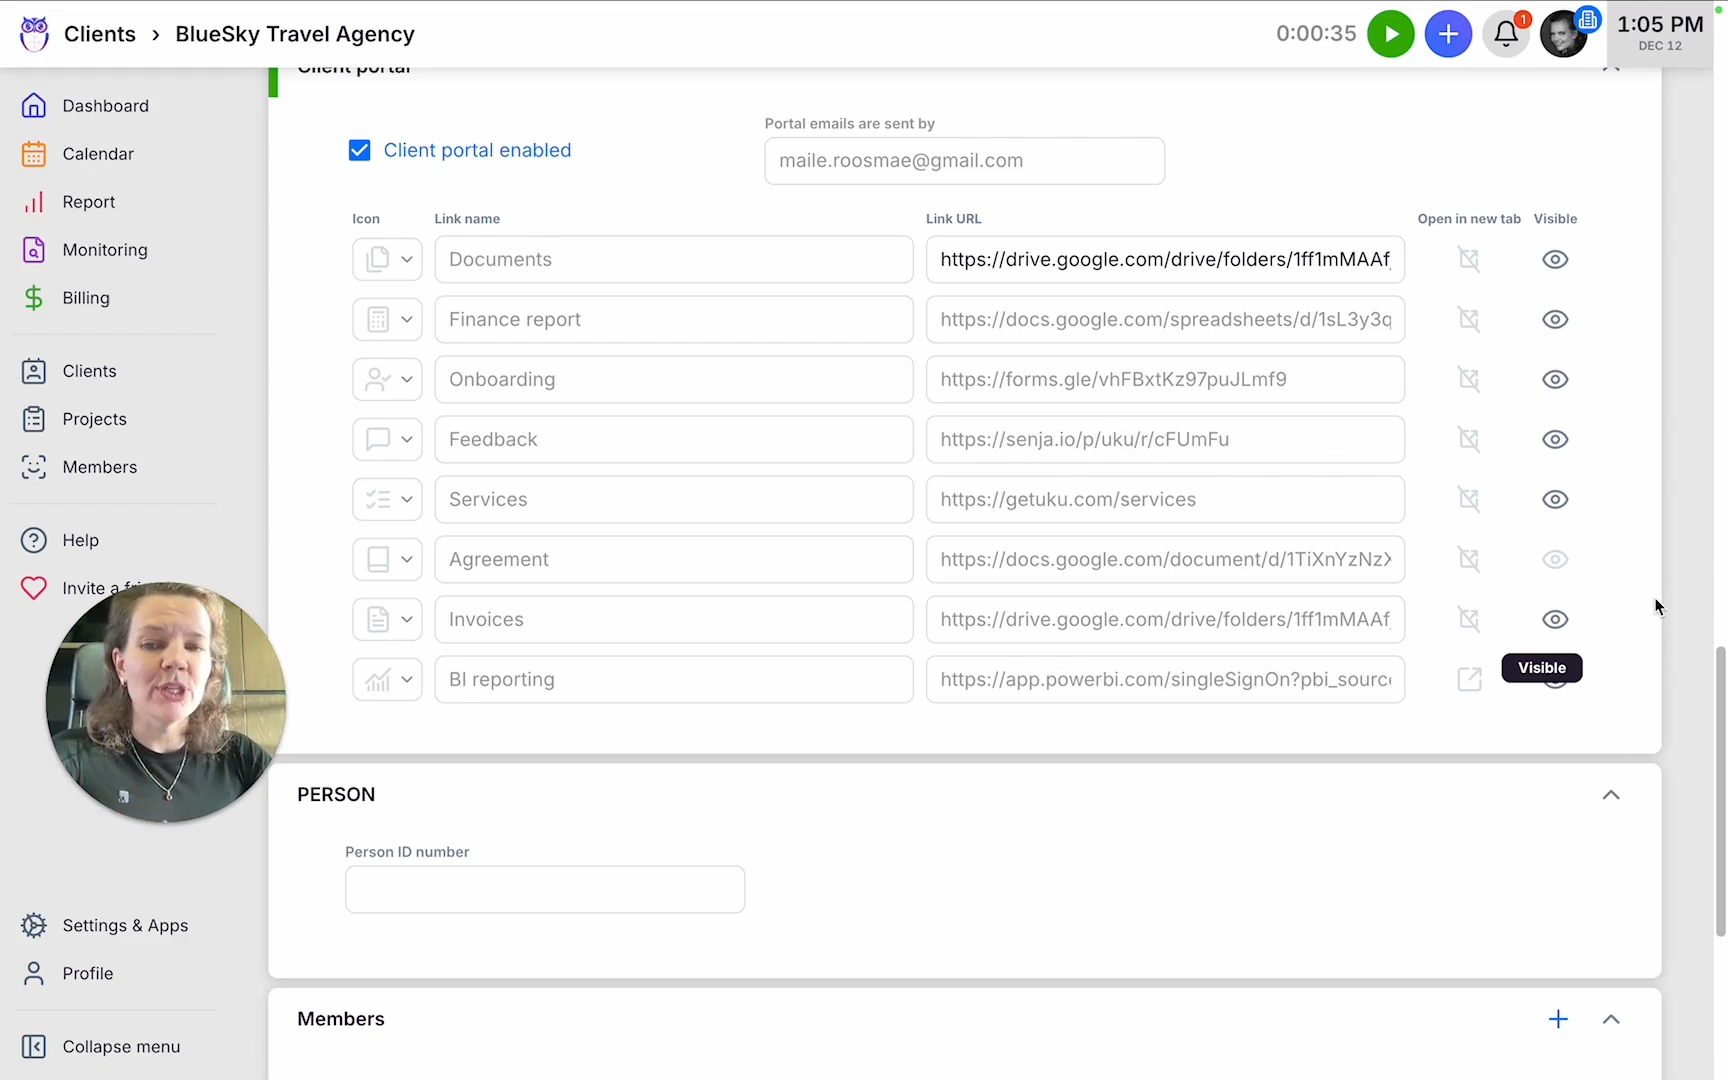 Clients › BlueSky Travel Agency
0:00:35
1
1:05 PM
DEC 12
Dashboard
Calendar
Report
Monitoring
Billing
Clients
Projects
Members
Help
Invite a fri
Settings & Apps
Profile
Collapse menu
Client portal
Client portal enabled
Portal emails are sent by
maile.roosmae@gmail.com
Icon Link name Link URL Open in new tab Visible
Documents https://drive.google.com/drive/folders/1ff1mMAAf
Finance report https://docs.google.com/spreadsheets/d/1sL3y3q
Onboarding https://forms.gle/vhFBxtKz97puJLmf9
Feedback https://senja.io/p/uku/r/cFUmFu
Services https://getuku.com/services
Agreement https://docs.google.com/document/d/1TiXnYzNzX
Invoices https://drive.google.com/drive/folders/1ff1mMAAf
Visible
BI reporting https://app.powerbi.com/singleSignOn?pbi_source
PERSON
Person ID number
Members